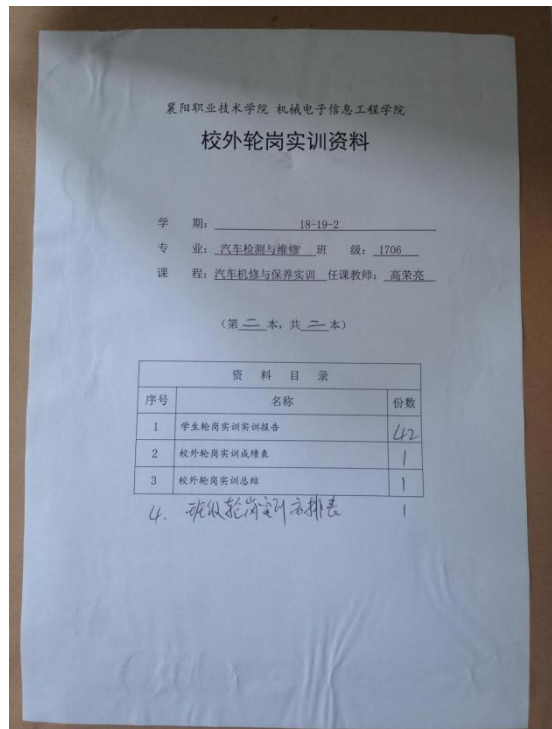 襄阳职业技术学院 机械电子信息工程学院
校外轮岗实训资料
学 期： 18-19-2
专 业： 汽车检测与维修 班 级： 1706
课 程： 汽车机修与保养实训 任课教师： 高荣亮
（第 二 本，共 二 本）
资 料 目 录
序号 名称 份数
1 学生轮岗实训实训报告 42
2 校外轮岗实训成绩表 1
3 校外轮岗实训总结 1
4. 班级轮岗实训安排表 1